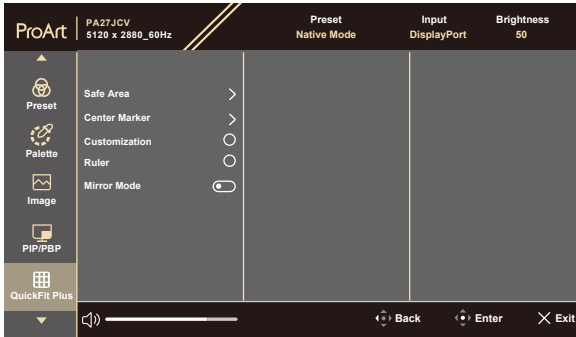 ProArt
PA27JCV
5120 x 2880_60Hz
Preset
Native Mode
Input
DisplayPort
Brightness
50
Preset
Palette
Image
PIP/PBP
QuickFit Plus
Safe Area
Center Marker
Customization
Ruler
Mirror Mode
Back
Enter
Exit